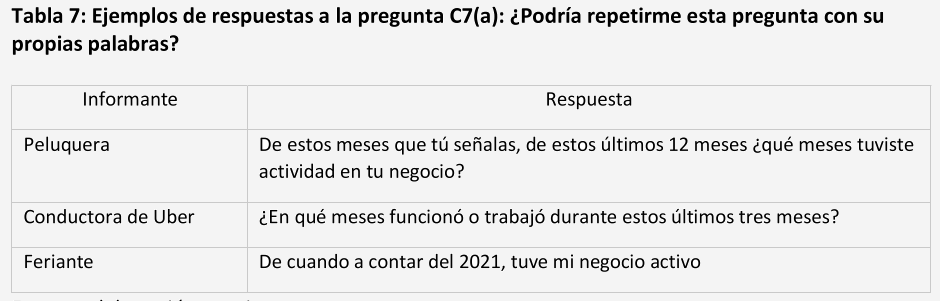 Tabla 7: Ejemplos de respuestas a la pregunta C7(a): ¿Podría repetirme esta pregunta con su
propias palabras?
Informante Respuesta
Peluquera De estos meses que tú señalas, de estos últimos 12 meses ¿qué meses tuviste
actividad en tu negocio?
Conductora de Uber ¿En qué meses funcionó o trabajó durante estos últimos tres meses?
Feriante De cuando a contar del 2021, tuve mi negocio activo